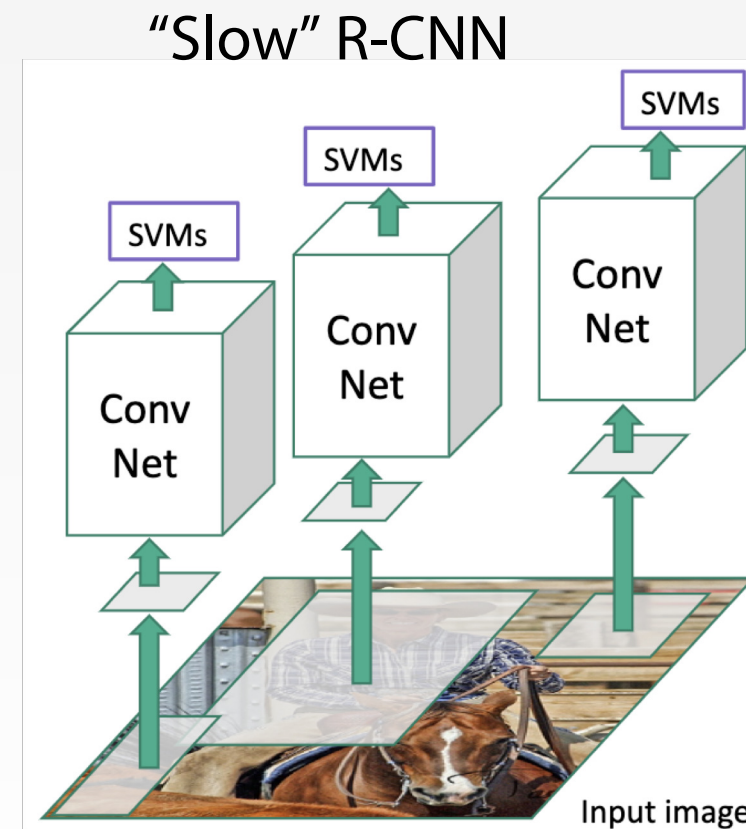 “Slow” R-CNN
SVMs
SVMs
SVMs
Conv
Net
Conv
Net
Conv
Net
Input image